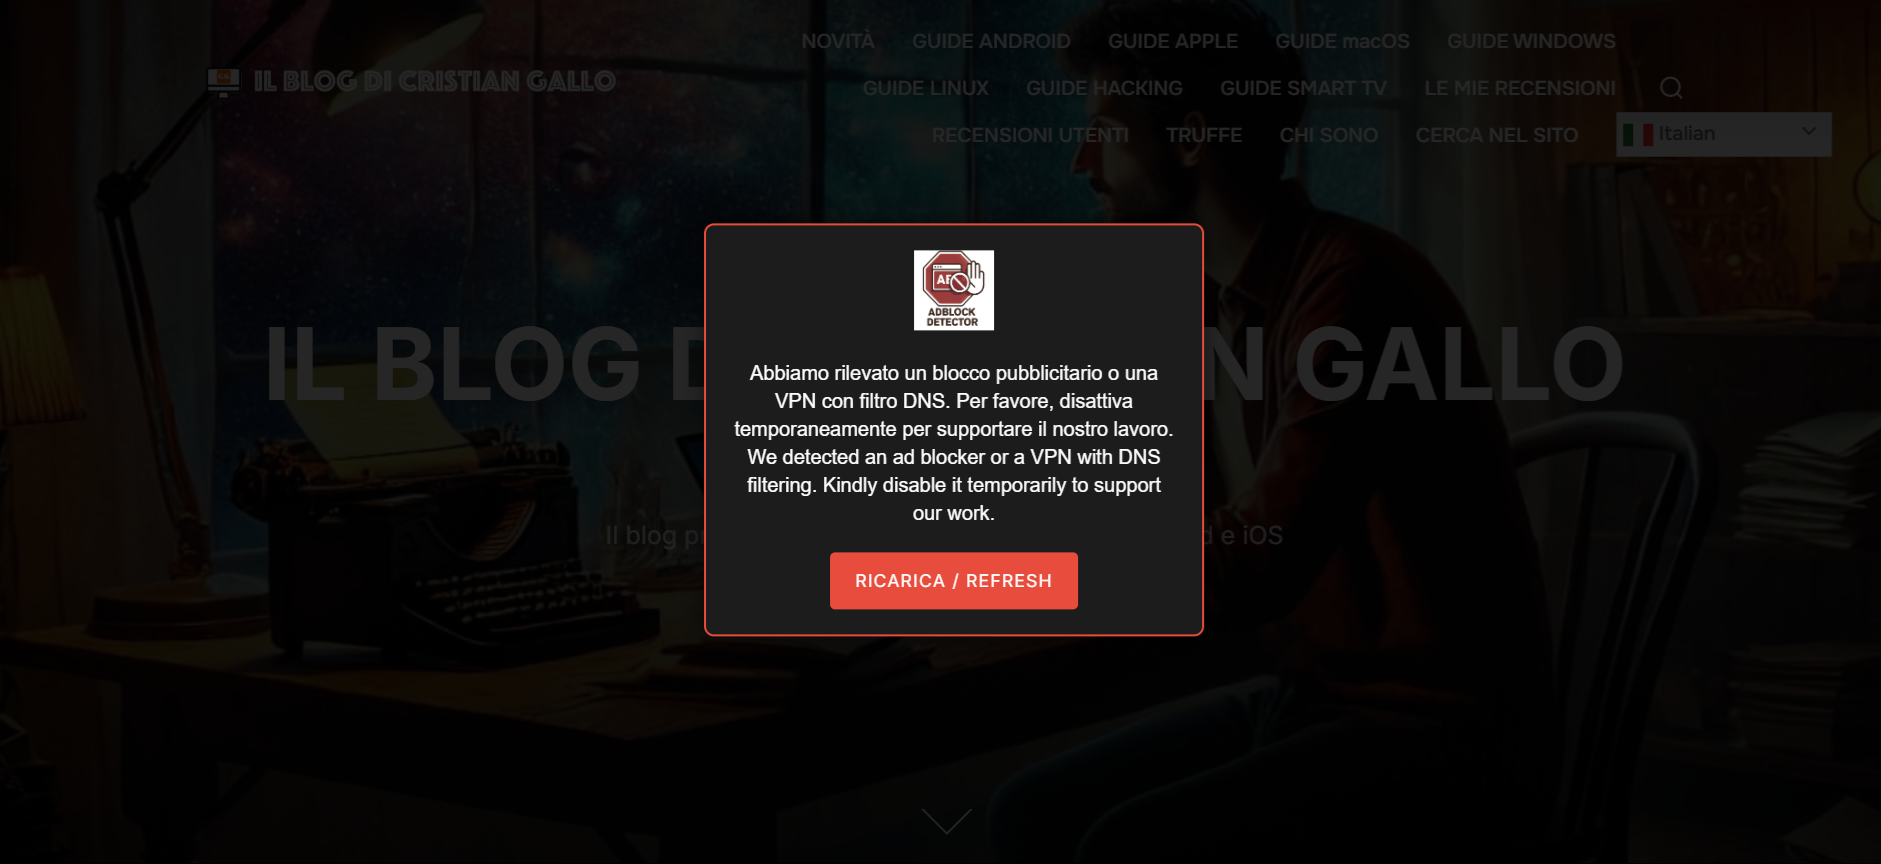 NOVITÀ GUIDE ANDROID GUIDE APPLE GUIDE macOS GUIDE WINDOWS
IL BLOG DI CRISTIAN GALLO
GUIDE LINUX GUIDE HACKING GUIDE SMART TV LE MIE RECENSIONI
RECENSIONI UTENTI TRUFFE CHI SONO CERCA NEL SITO
Italian
ADBLOCK
DETECTOR
IL BLOG D N GALLO
Abbiamo rilevato un blocco pubblicitario o una
VPN con filtro DNS. Per favore, disattiva
temporaneamente per supportare il nostro lavoro.
We detected an ad blocker or a VPN with DNS
filtering. Kindly disable it temporarily to support
our work.
Il blog d e iOS
RICARICA / REFRESH